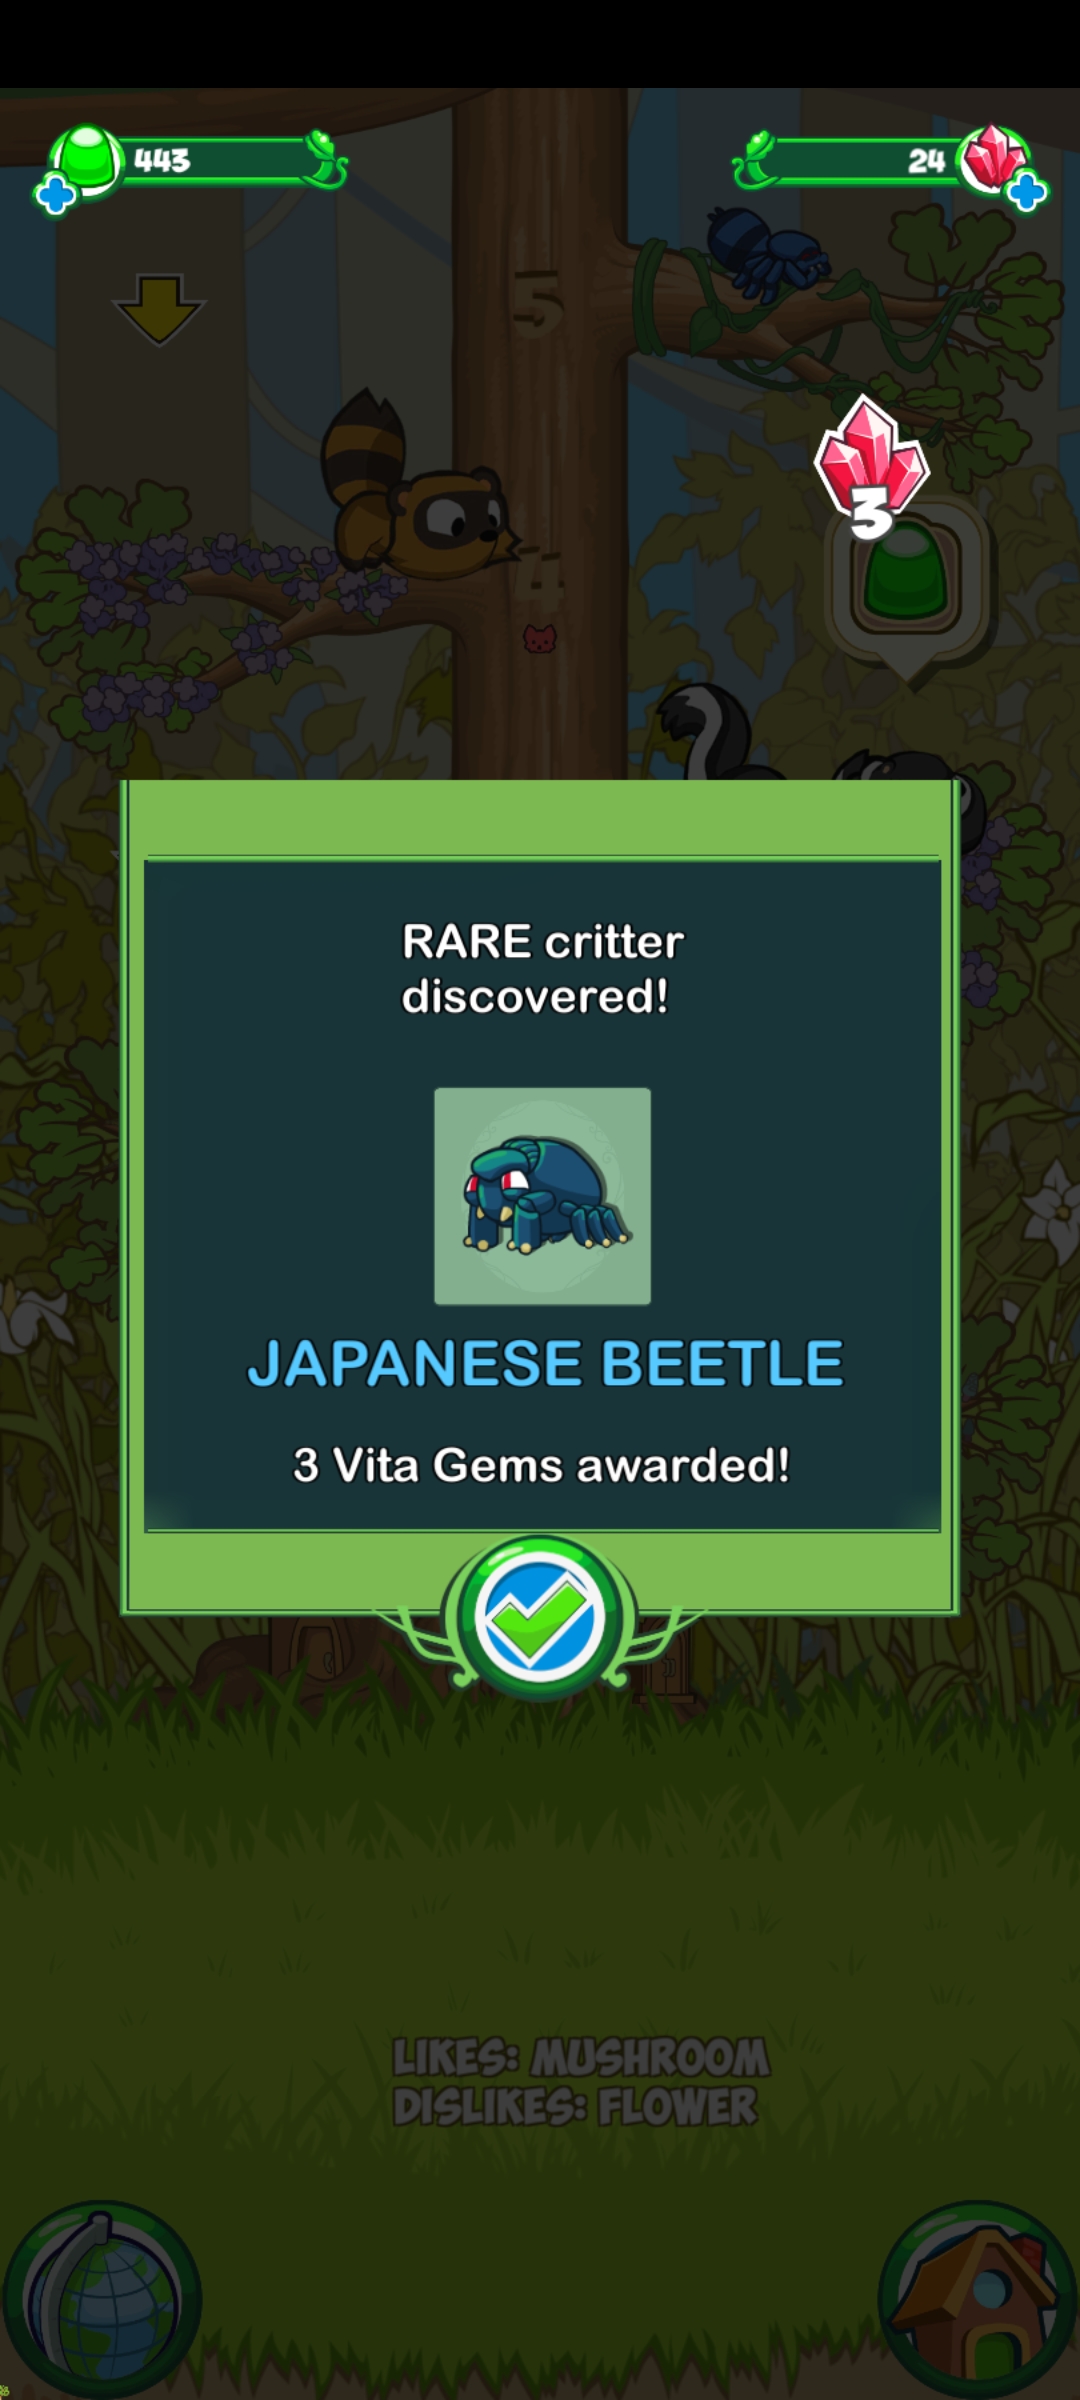 443
24
5
3
4
RARE critter
discovered!
JAPANESE BEETLE
3 Vita Gems awarded!
LIKES: MUSHROOM
DISLIKES: FLOWER